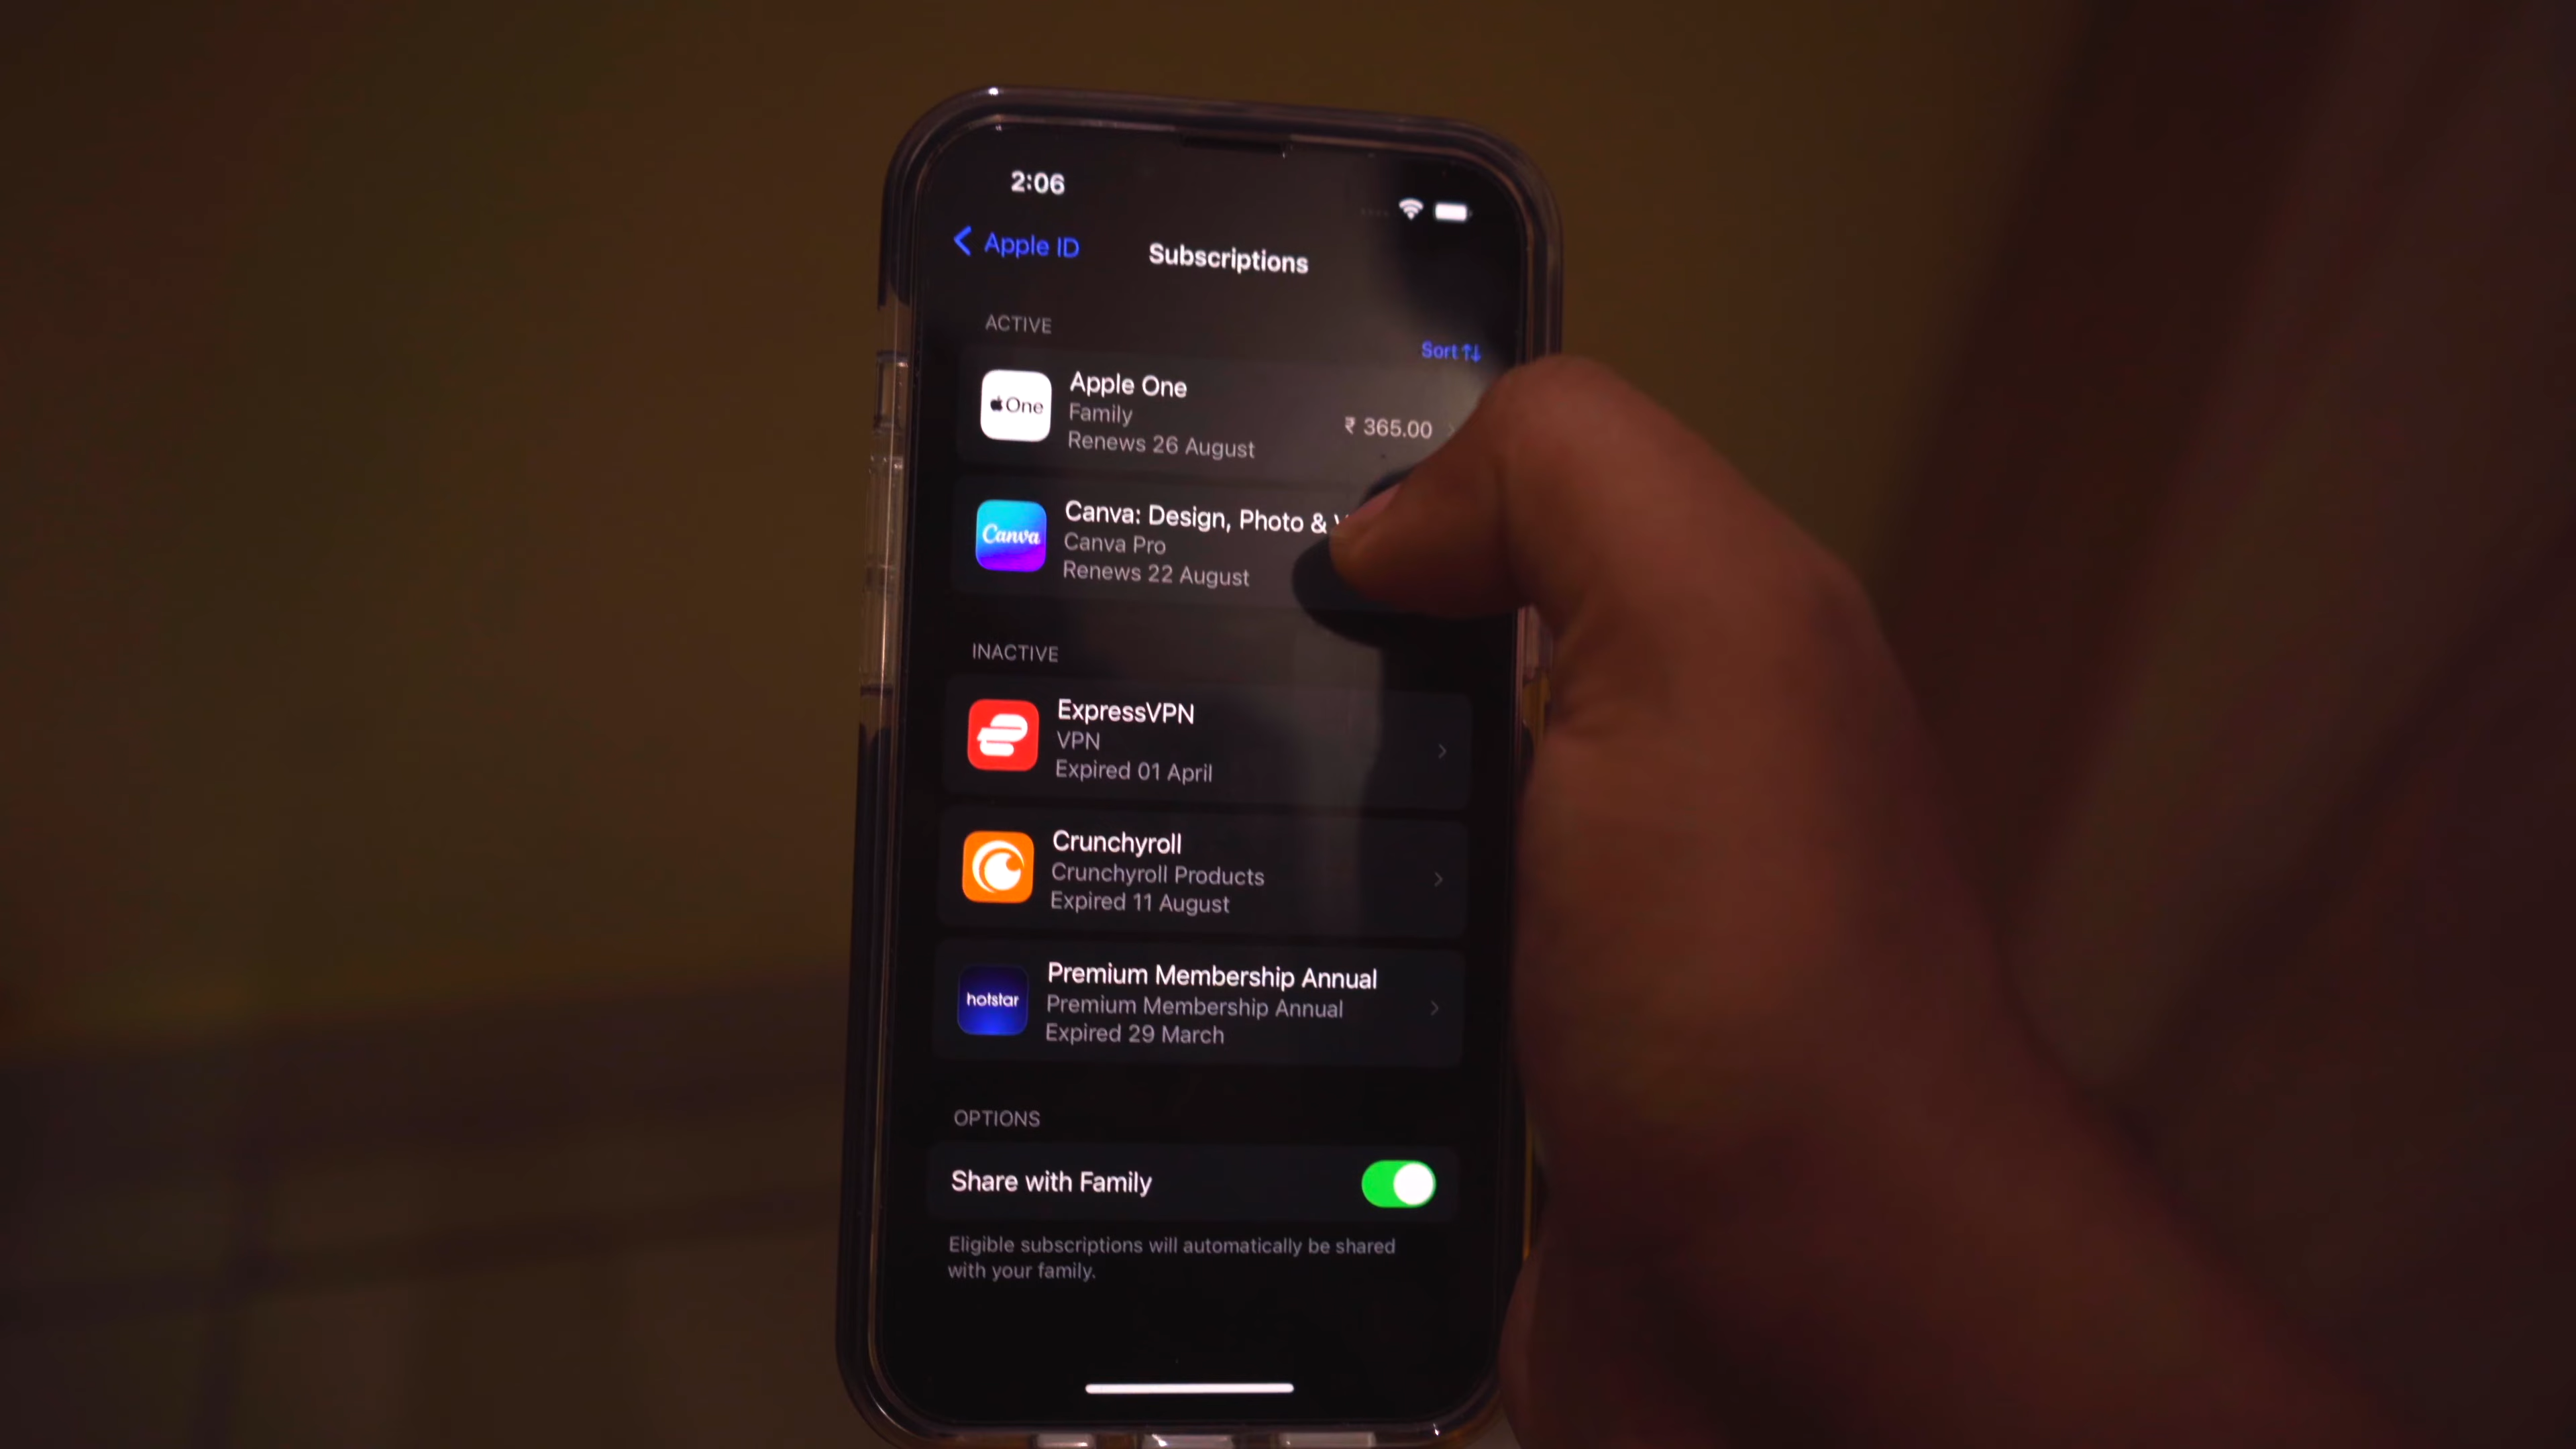 2:06
Apple ID
Subscriptions
ACTIVE
Sort
One
Apple One
Family
₹ 365.00
Renews 26 August
Canva
Canva: Design, Photo &
Canva Pro
Renews 22 August
INACTIVE
ExpressVPN
VPN
Expired 01 April
Crunchyroll
Crunchyroll Products
Expired 11 August
hotstar
Premium Membership Annual
Premium Membership Annual
Expired 29 March
OPTIONS
Share with Family
Eligible subscriptions will automatically be shared
with your family.